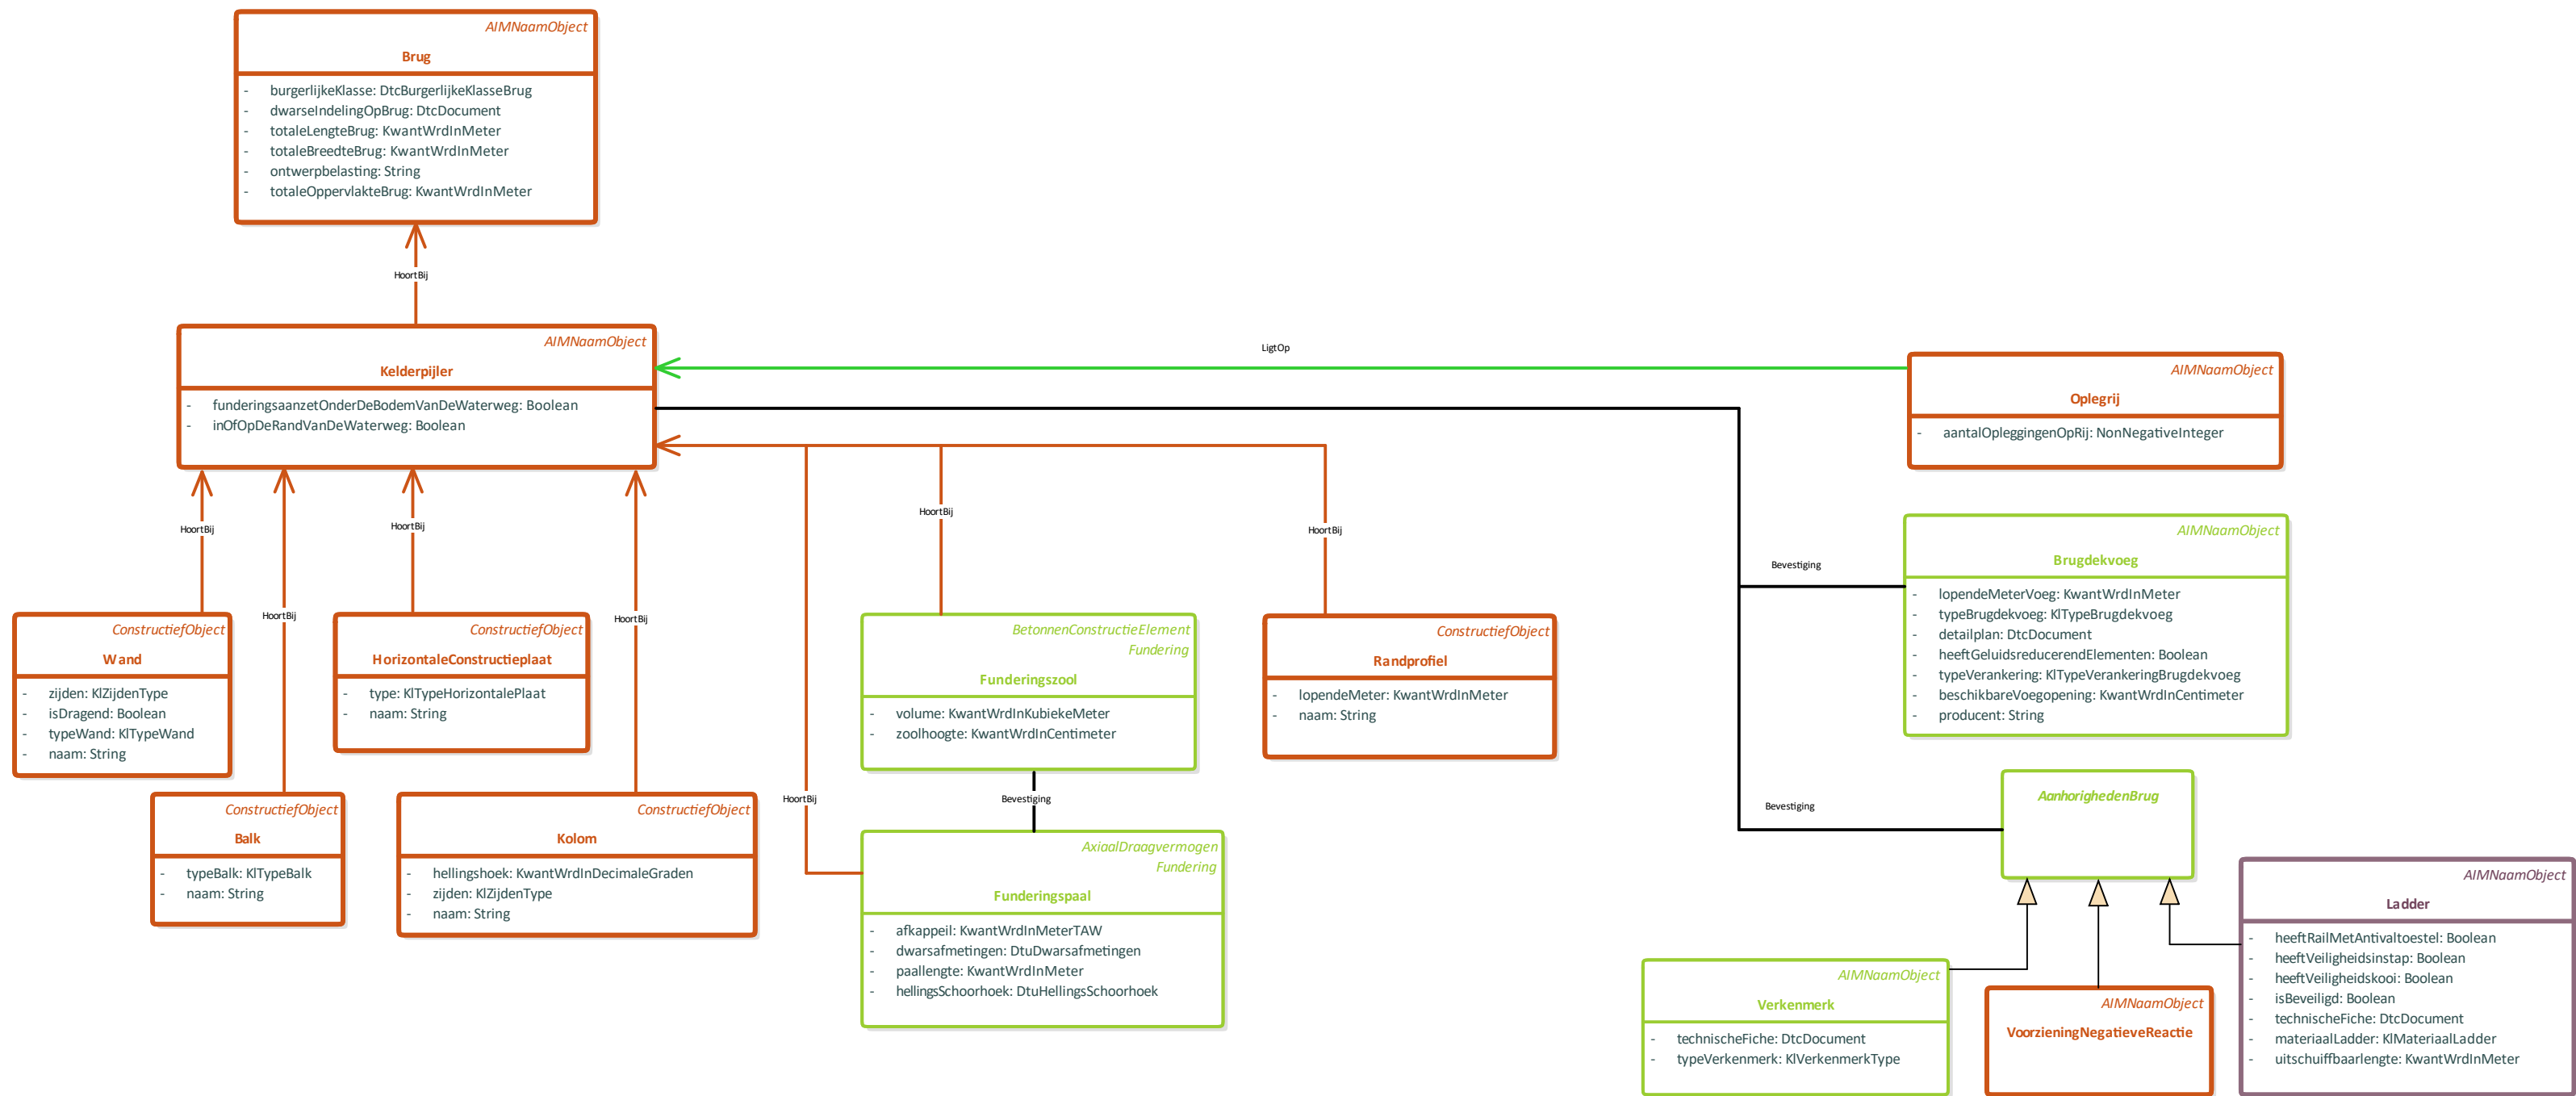 AIMNaamObject
Brug
- burgerlijkeKlasse: DtcBurgerlijkeKlasseBrug
- dwarseIndelingOpBrug: DtcDocument
- totaleLengteBrug: KwantWrdInMeter
- totaleBreedteBrug: KwantWrdInMeter
- ontwerpbelasting: String
- totaleOppervlakteBrug: KwantWrdInMeter
HoortBij
AIMNaamObject
Kelderpijler
- funderingsaanzetOnderDeBodemVanDeWaterweg: Boolean
- inOfOpDeRandVanDeWaterweg: Boolean
LigtOp
AIMNaamObject
Oplegrij
- aantalOpleggingenOpRij: NonNegativeInteger
HoortBij
HoortBij
HoortBij
HoortBij
HoortBij
HoortBij
HoortBij
Bevestiging
AIMNaamObject
Brugdekvoeg
- lopendeMeterVoeg: KwantWrdInMeter
- typeBrugdekvoeg: KlTypeBrugdekvoeg
- detailplan: DtcDocument
- heeftGeluidsreducerendElementen: Boolean
- typeVerankering: KlTypeVerankeringBrugdekvoeg
- beschikbareVoegopening: KwantWrdInCentimeter
- producent: String
ConstructiefObject
Wand
- zijden: KlZijdenType
- isDragend: Boolean
- typeWand: KlTypeWand
- naam: String
ConstructiefObject
HorizontaleConstructieplaat
- type: KlTypeHorizontalePlaat
- naam: String
BetonnenConstructieElement
Fundering
Funderingszool
- volume: KwantWrdInKubiekeMeter
- zoolhoogte: KwantWrdInCentimeter
ConstructiefObject
Randprofiel
- lopendeMeter: KwantWrdInMeter
- naam: String
ConstructiefObject
Balk
- typeBalk: KlTypeBalk
- naam: String
ConstructiefObject
Kolom
- hellingshoek: KwantWrdInDecimaleGraden
- zijden: KlZijdenType
- naam: String
Bevestiging
AxiaalDraagvermogen
Fundering
Funderingspaal
- afkappeil: KwantWrdInMeterTAW
- dwarsafmetingen: DtuDwarsafmetingen
- paallengte: KwantWrdInMeter
- hellingsSchoorhoek: DtuHellingsSchoorhoek
Bevestiging
AanhorighedenBrug
AIMNaamObject
Verkenmerk
- technischeFiche: DtcDocument
- typeVerkenmerk: KlVerkenmerkType
AIMNaamObject
VoorzieningNegatieveReactie
AIMNaamObject
Ladder
- heeftRailMetAntivaltoestel: Boolean
- heeftVeiligheidsinstap: Boolean
- heeftVeiligheidskooi: Boolean
- isBeveiligd: Boolean
- technischeFiche: DtcDocument
- materiaalLadder: KlMateriaalLadder
- uitschuiffbaarlengte: KwantWrdInMeter